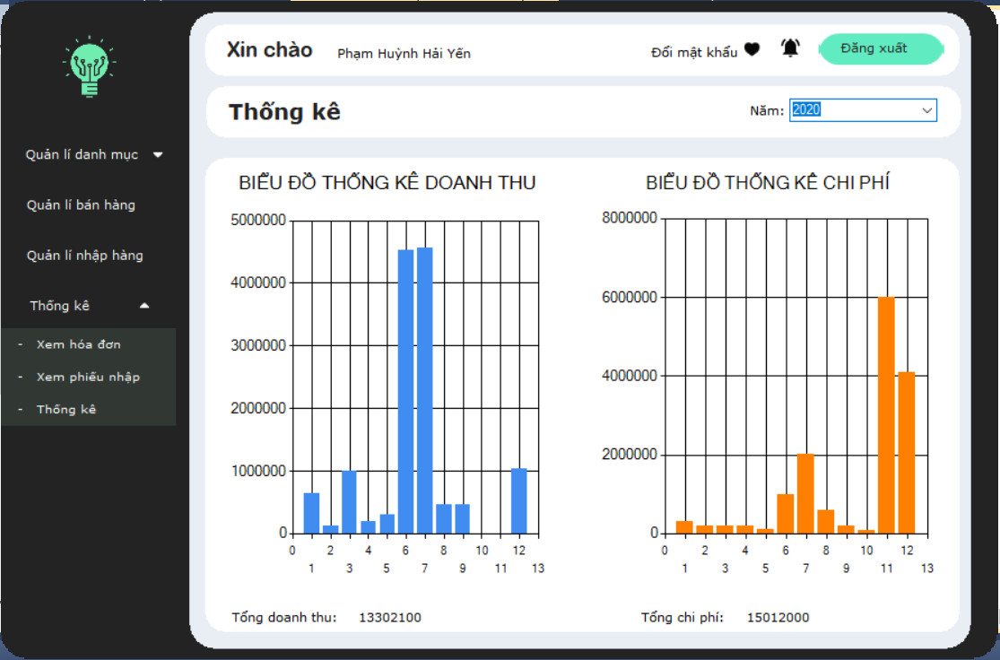 Xin chào Phạm Huỳnh Hải Yến Đổi mật khẩu Đăng xuất
Thống kê Năm: 2020
Quản lí danh mục
Quản lí bán hàng
Quản lí nhập hàng
Thống kê
- Xem hóa đơn
- Xem phiếu nhập
- Thống kê
BIỂU ĐỒ THỐNG KÊ DOANH THU
5000000
4000000
3000000
2000000
1000000
0
0 2 4 6 8 10 12
1 3 5 7 9 11 13
Tổng doanh thu: 13302100
BIỂU ĐỒ THỐNG KÊ CHI PHÍ
8000000
6000000
4000000
2000000
0
0 2 4 6 8 10 12
1 3 5 7 9 11 13
Tổng chi phí: 15012000